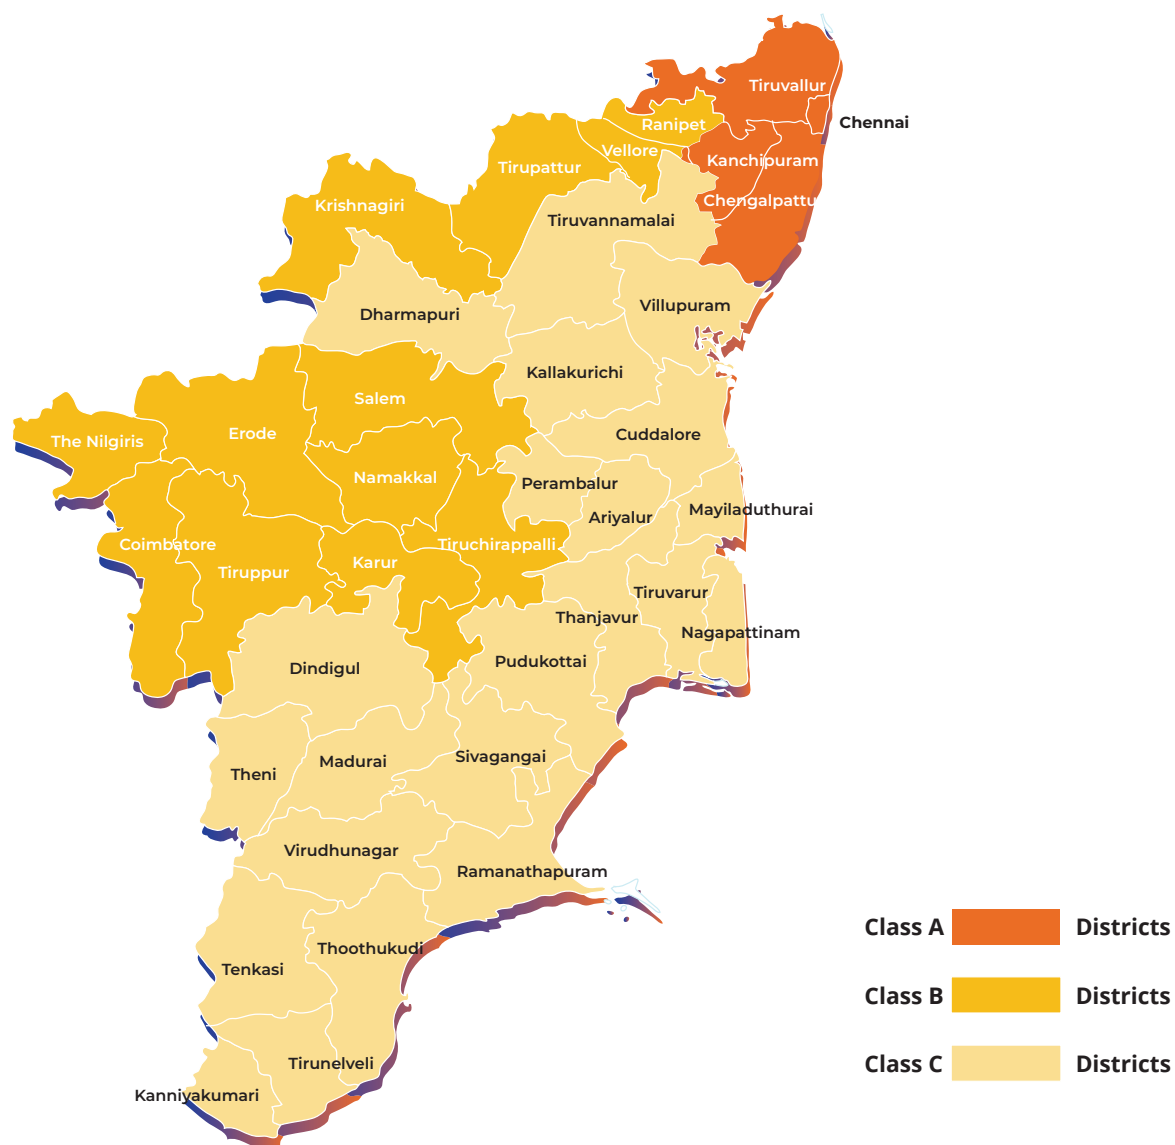 Tiruvallur
Chennai
Ranipet
Vellore
Kanchipuram
Tirupattur
Chengalpattu
Krishnagiri
Tiruvannamalai
Villupuram
Dharmapuri
Kallakurichi
Salem
Cuddalore
Erode
The Nilgiris
Namakkal
Perambalur
Mayiladuthurai
Ariyalur
Coimbatore
Tiruchirappalli
Karur
Tiruppur
Tiruvarur
Thanjavur
Nagapattinam
Pudukottai
Dindigul
Sivagangai
Madurai
Theni
Virudhunagar
Ramanathapuram
Thoothukudi
Tenkasi
Tirunelveli
Kanniyakumari
Class A Districts
Class B Districts
Class C Districts